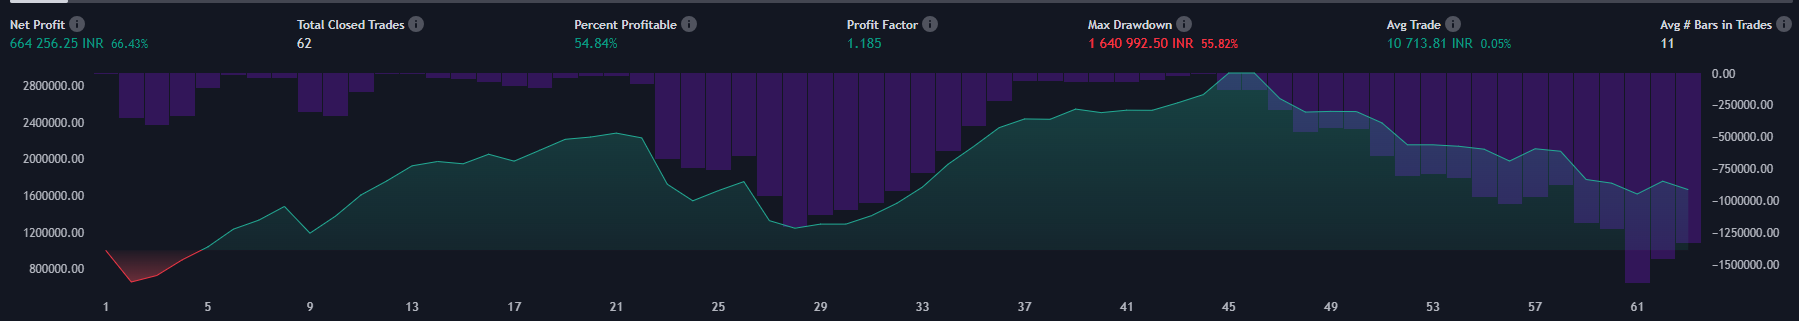 Net Profit Total Closed Trades Percent Profitable Profit Factor Max Drawdown Avg Trade Avg # Bars in Trades
664 256.25 INR 66.43% 62 54.84% 1.185 1 640 992.50 INR 55.82% 10 713.81 INR 0.05% 11
2800000.00 0.00
2400000.00 −250000.00
2000000.00 −500000.00
1600000.00 −750000.00
1200000.00 −1000000.00
800000.00 −1250000.00
−1500000.00
1 5 9 13 17 21 25 29 33 37 41 45 49 53 57 61